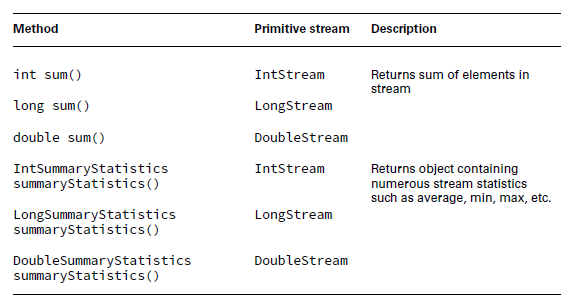 Method Primitive stream Description
int sum() IntStream Returns sum of elements in
stream
long sum() LongStream
double sum() DoubleStream
IntSummaryStatistics IntStream Returns object containing
summaryStatistics() numerous stream statistics
such as average, min, max, etc.
LongSummaryStatistics LongStream
summaryStatistics()
DoubleSummaryStatistics DoubleStream
summaryStatistics()